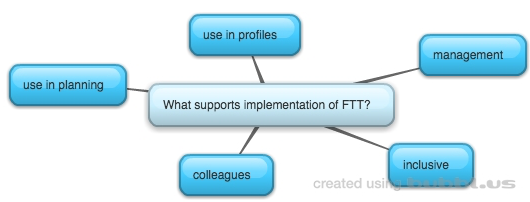 use in profiles
management
use in planning
What supports implementation of FTT?
colleagues
inclusive
created using